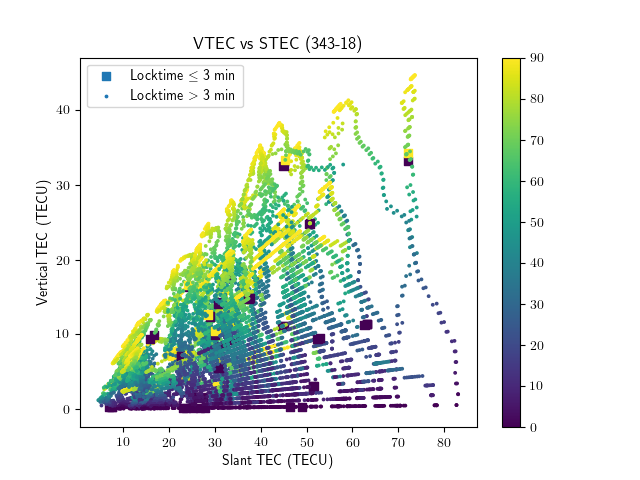 VTEC vs STEC (343-18)
Locktime ≤ 3 min
Locktime > 3 min
Vertical TEC (TECU)
40
30
20
10
0
10 20 30 40 50 60 70 80
Slant TEC (TECU)
90
80
70
60
50
40
30
20
10
0